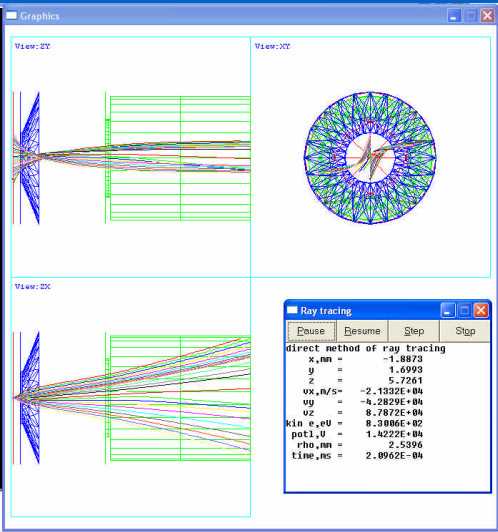 Graphics
View:ZY
View:XY
View:ZX
Ray tracing
Pause Resume Step Stop
direct method of ray tracing
x,mm = -1.8873
y = 1.6993
z = 5.7261
vx,m/s= -2.1332E+04
vy = -4.2829E+04
vz = 8.7872E+04
kin e,eV = 8.3006E+02
potl,V = 1.4222E+04
rho,mm = 2.5396
time,ms = 2.0962E-04